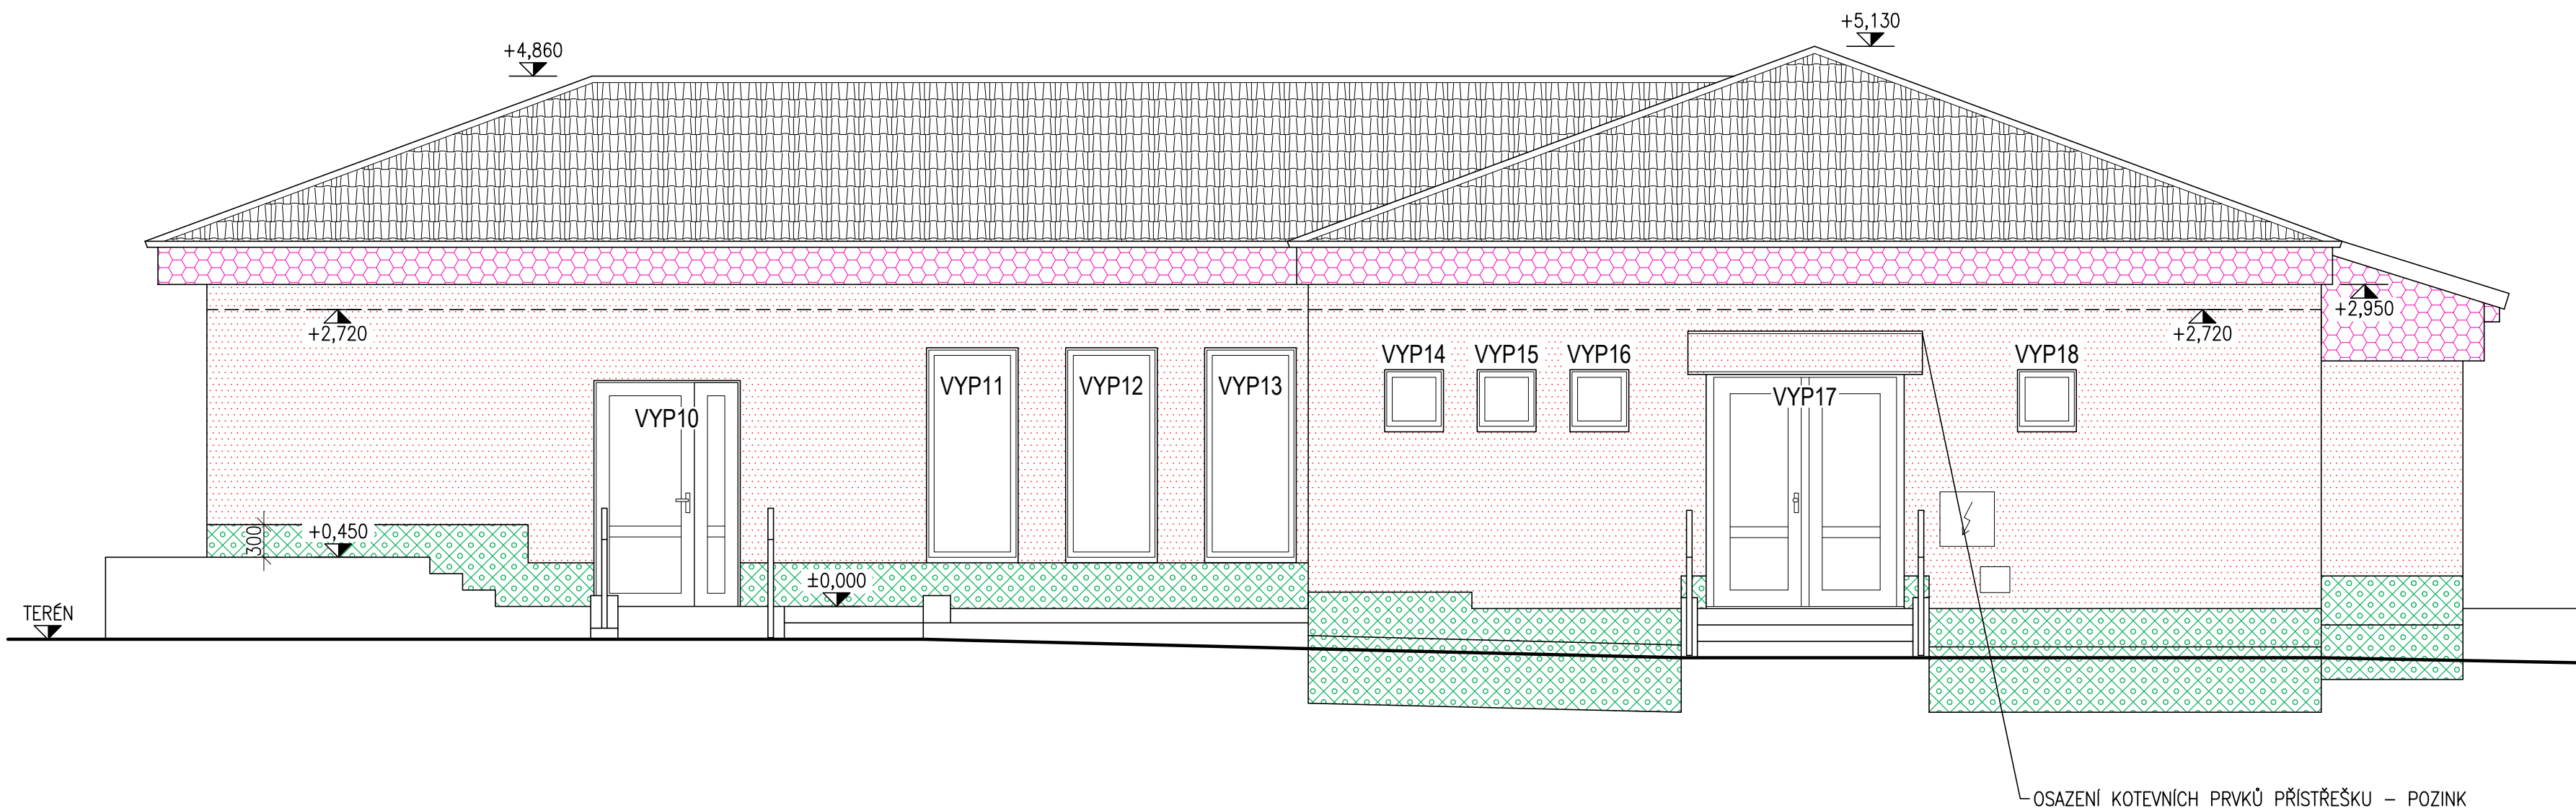 +5,130
+4,860
+2,720
+2,950
+2,720
VYP14
VYP15
VYP16
VYP18
VYP11
VYP12
VYP13
VYP17
VYP10
300
+0,450
±0,000
TERÉN
OSAZENÍ KOTEVNÍCH PRVKŮ PŘÍSTŘEŠKU – POZINK